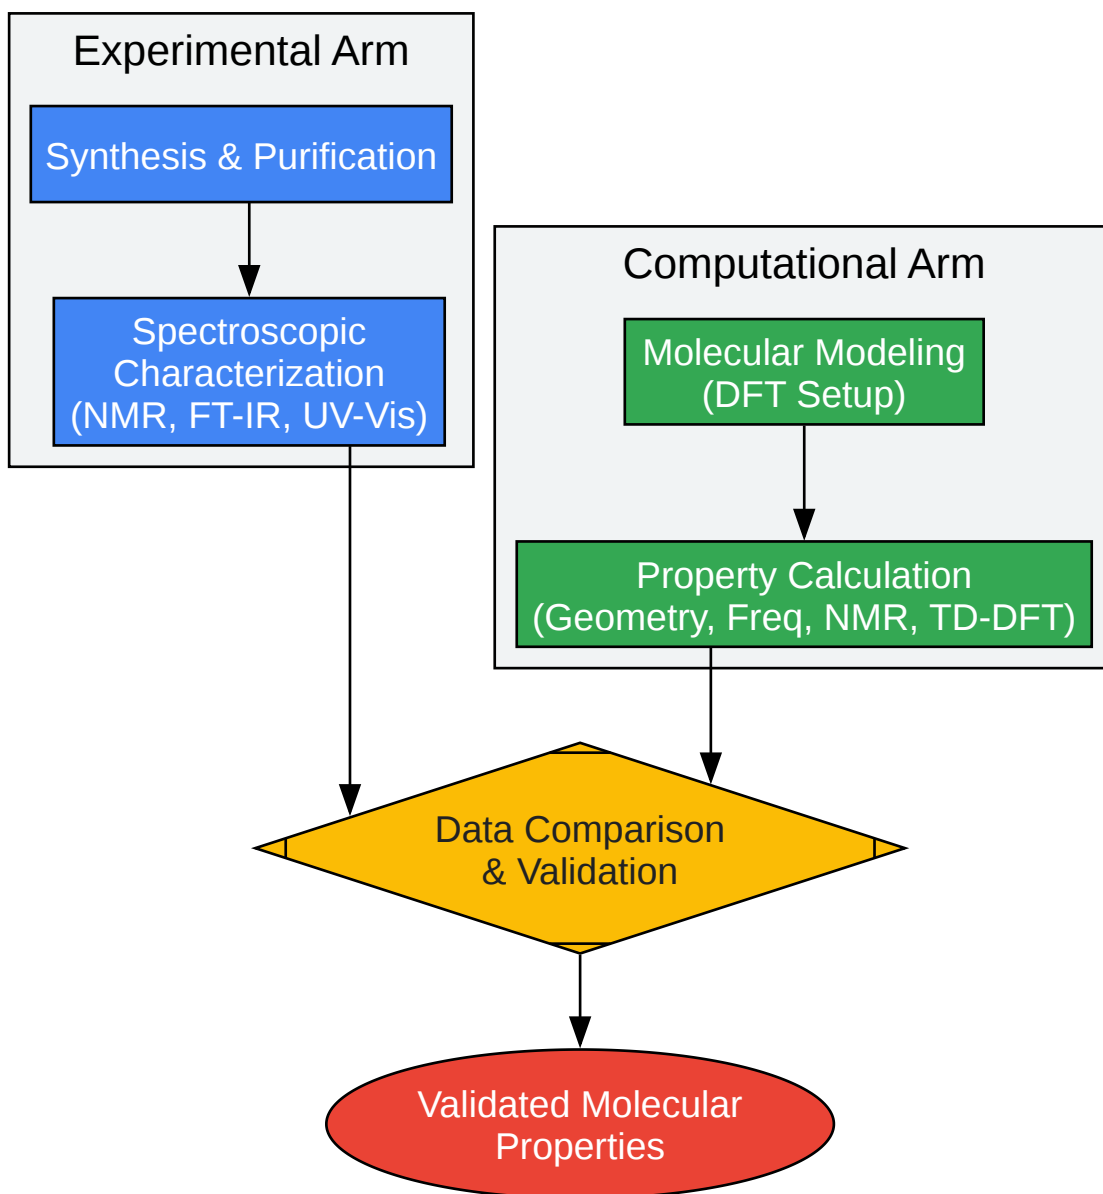 Experimental Arm
Synthesis & Purification
Spectroscopic
Characterization
(NMR, FT-IR, UV-Vis)
Computational Arm
Molecular Modeling
(DFT Setup)
Property Calculation
(Geometry, Freq, NMR, TD-DFT)
Data Comparison
& Validation
Validated Molecular
Properties